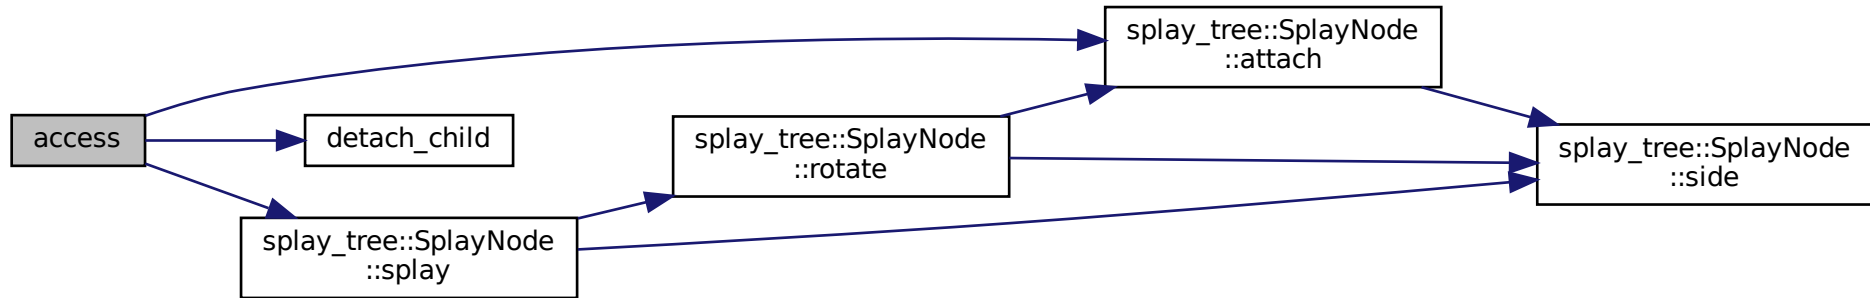 access
detach_child
splay_tree::SplayNode
::splay
splay_tree::SplayNode
::rotate
splay_tree::SplayNode
::attach
splay_tree::SplayNode
::side